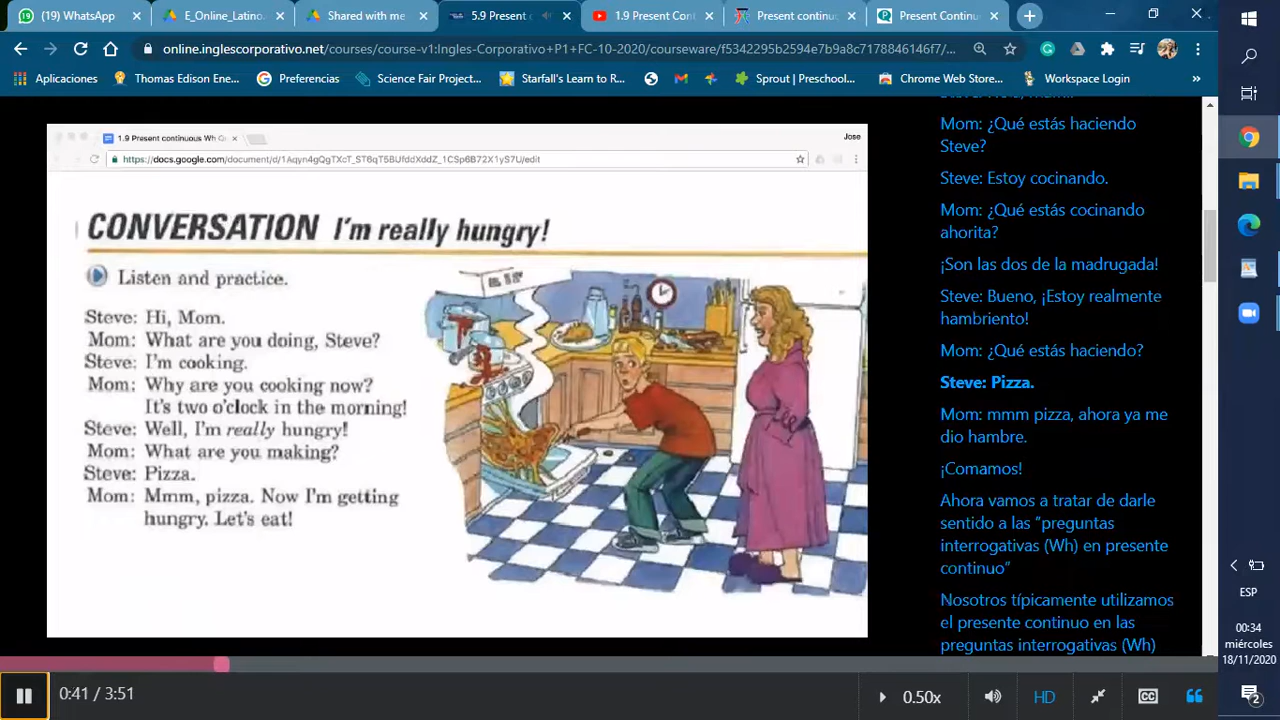 (19) WhatsApp
E_Online_Latino.
Shared with me
5.9 Present
1.9 Present Con
Present continuo
Present Continu
online.inglescorporativo.net/courses/course-v1:Ingles-Corporativo+P1+FC-10-2020/courseware/f5342295b2594e7b9a8c7178846146f7/...
Aplicaciones
Thomas Edison Ene...
Preferencias
Science Fair Project...
Starfall's Learn to R...
Sprout | Preschool...
Chrome Web Store...
Workspace Login
»
1.9 Present continuous Wh Q
Jose
https://docs.google.com/document/d/1Aqyn4gQgTXcT_ST6qT5BUfddXddZ_1CSp6B72X1yS7U/edit
CONVERSATION I'm really hungry!
Listen and practice.
Steve: Hi, Mom.
Mom: What are you doing, Steve?
Steve: I'm cooking.
Mom: Why are you cooking now?
It's two o'clock in the morning!
Steve: Well, I'm really hungry!
Mom: What are you making?
Steve: Pizza.
Mom: Mmm, pizza. Now I'm getting
hungry. Let's eat!
Mom: ¿Qué estás haciendo
Steve?
Steve: Estoy cocinando.
Mom: ¿Qué estás cocinando
ahorita?
¡Son las dos de la madrugada!
Steve: Bueno, ¡Estoy realmente
hambriento!
Mom: ¿Qué estás haciendo?
Steve: Pizza.
Mom: mmm pizza, ahora ya me
dio hambre.
¡Comamos!
Ahora vamos a tratar de darle
sentido a las "preguntas
interrogativas (Wh) en presente
continuo"
Nosotros típicamente utilizamos
el presente continuo en las
preguntas interrogativas (Wh)
0:41 / 3:51
0.50x
HD
CC
ESP
00:34
miércoles
18/11/2020
2